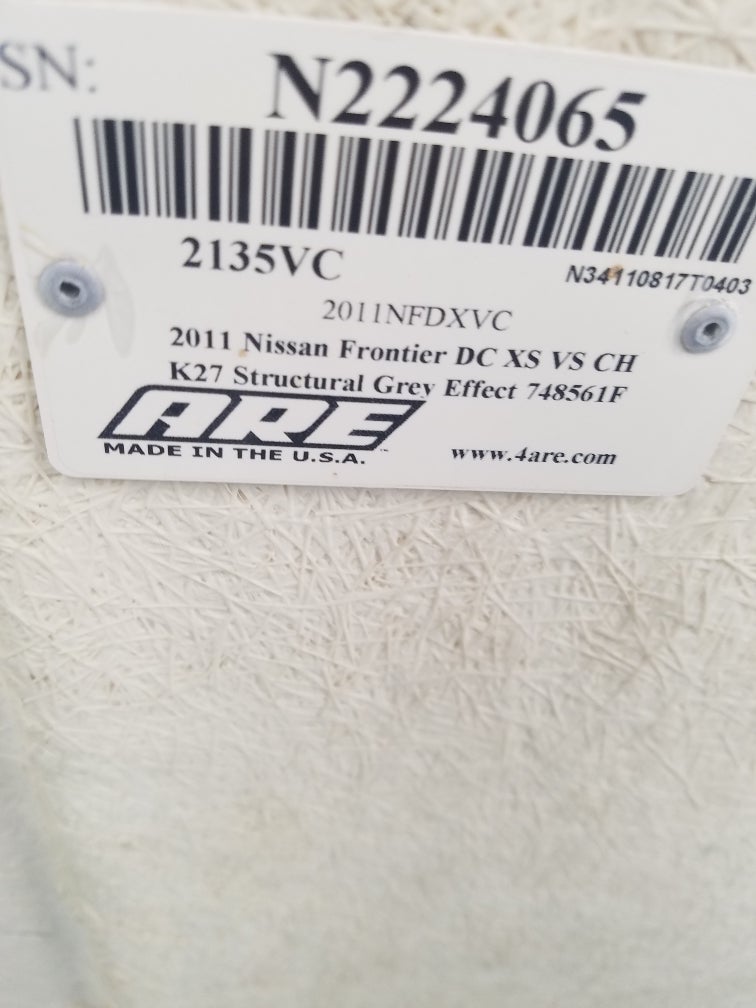 SN: N2224065
2135VC
N34110817T0403
2011NFDXVC
2011 Nissan Frontier DC XS VS CH
K27 Structural Grey Effect 748561F
ARE
MADE IN THE U.S.A.
www.4are.com